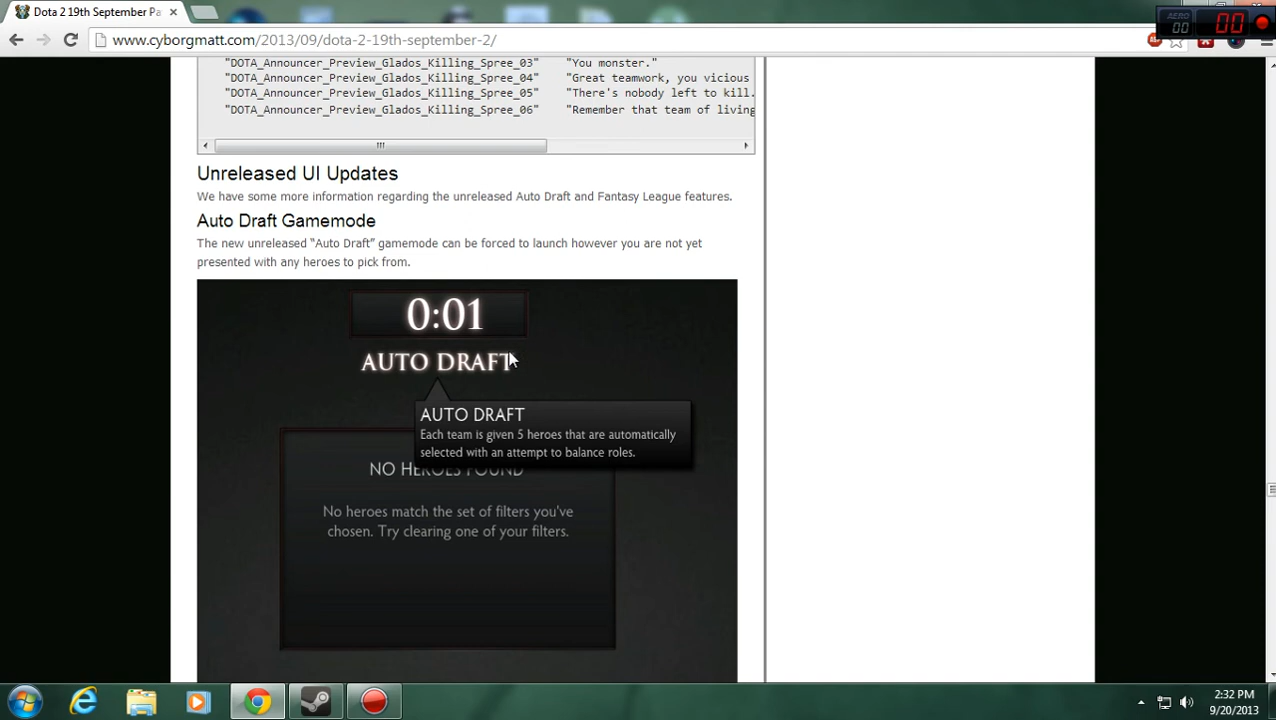 Dota 2 19th September Pa
www.cyborgmatt.com/2013/09/dota-2-19th-septem
AERO
00
00
"DOTA_Announcer_Preview_Glados_Killing_Spree_03" "You monster."
"DOTA_Announcer_Preview_Glados_Killing_Spree_04" "Great teamwork, you vicious
"DOTA_Announcer_Preview_Glados_Killing_Spree_05" "There's nobody left to kill.
"DOTA_Announcer_Preview_Glados_Killing_Spree_06" "Remember that team of living
Unreleased UI Updates
We have some more information regarding the unreleased Auto Draft and Fantasy League features.
Auto Draft Gamemode
The new unreleased “Auto Draft” gamemode can be forced to launch however you are not yet
presented with any heroes to pick from.
0:01
AUTO DRAFT
AUTO DRAFT
Each team is given 5 heroes that are automatically
selected with an attempt to balance roles.
NO HEROES FOUND
No heroes match the set of filters you've
chosen. Try clearing one of your filters.
2:32 PM
9/20/2013